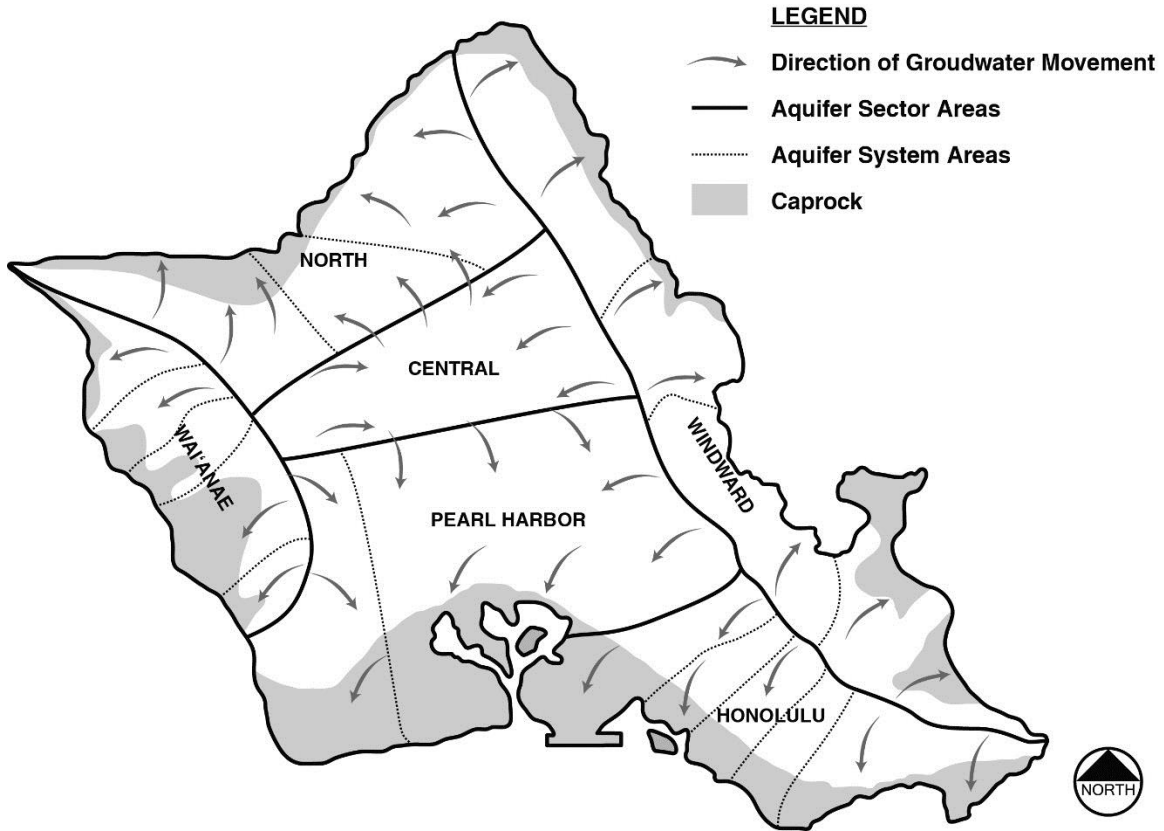 LEGEND
Direction of Groudwater Movement
Aquifer Sector Areas
Aquifer System Areas
Caprock
NORTH
CENTRAL
WAI'ANAE
WINDWARD
PEARL HARBOR
HONOLULU
NORTH